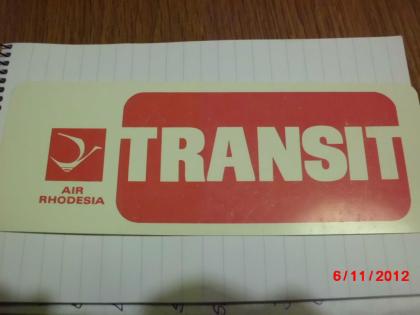 TRANSIT
AIR
RHODESIA
6/11/2012